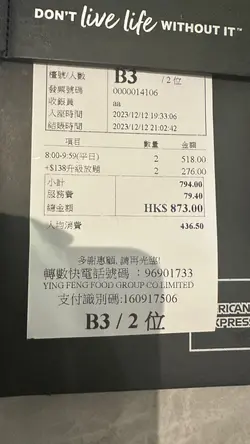 DON'T live life WITHOUT IT™
檯號/人數 B3 /2 位
發票號碼 0000014106
收銀員 aa
入座時間 2023/12/12 19:33:06
結賬時間 2023/12/12 21:02:42
項目 數量 金額
8:00-9:59(平日) 2 518.00
+$138升級放題 2 276.00
小計 794.00
服務費 79.40
總金額 HK$ 873.00
人均消費 436.50
多謝惠顧, 請再光臨!
轉數快電話號碼 : 96901733
YING FENG FOOD GROUP CO.LIMITED
支付識別碼:160917506
B3 / 2 位
ERICAN
EXPRESS